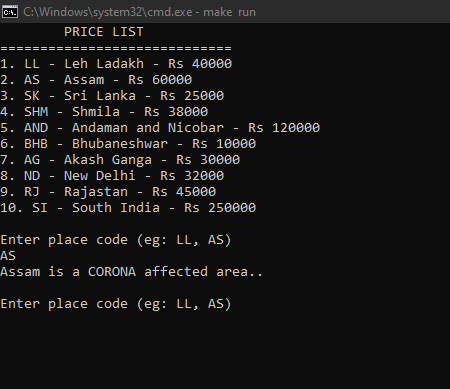 C:\Windows\system32\cmd.exe - make run
PRICE LIST
=============================
1. LL - Leh Ladakh - Rs 40000
2. AS - Assam - Rs 60000
3. SK - Sri Lanka - Rs 25000
4. SHM - Shmila - Rs 38000
5. AND - Andaman and Nicobar - Rs 120000
6. BHB - Bhubaneshwar - Rs 10000
7. AG - Akash Ganga - Rs 30000
8. ND - New Delhi - Rs 32000
9. RJ - Rajastan - Rs 45000
10. SI - South India - Rs 250000
Enter place code (eg: LL, AS)
AS
Assam is a CORONA affected area..
Enter place code (eg: LL, AS)